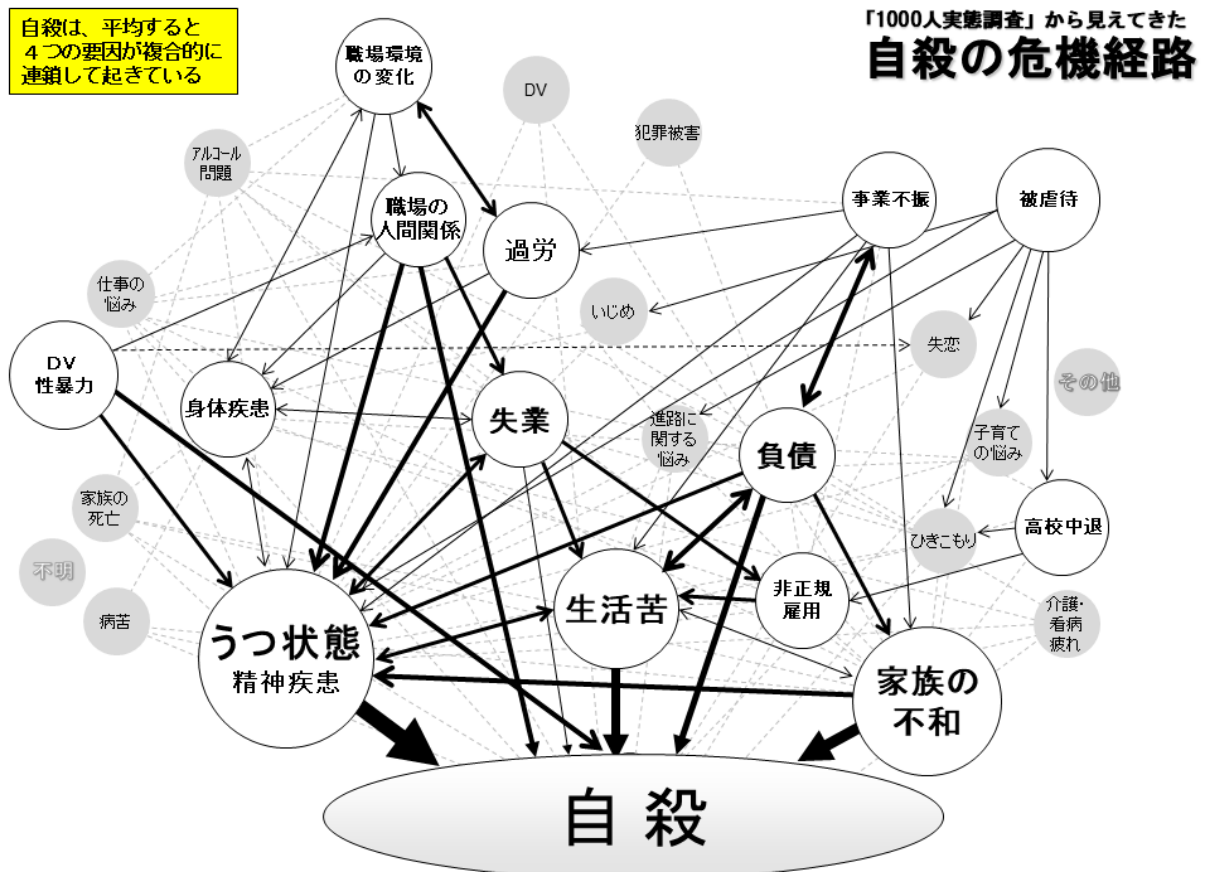 自殺は、平均すると
4つの要因が複合的に
連鎖して起きている
「1000人実態調査」から見えてきた
自殺の危機経路
職場環境
の変化
DV
犯罪被害
アルコール
問題
職場の
人間関係
過労
事業不振
被虐待
仕事の
悩み
いじめ
失恋
その他
DV
性暴力
身体疾患
失業
進路に
関する
悩み
負債
子育て
の悩み
家族の
死亡
高校中退
ひきこもり
不明
病苦
うつ状態
精神疾患
生活苦
非正規
雇用
介護・
看病
疲れ
家族の
不和
自殺